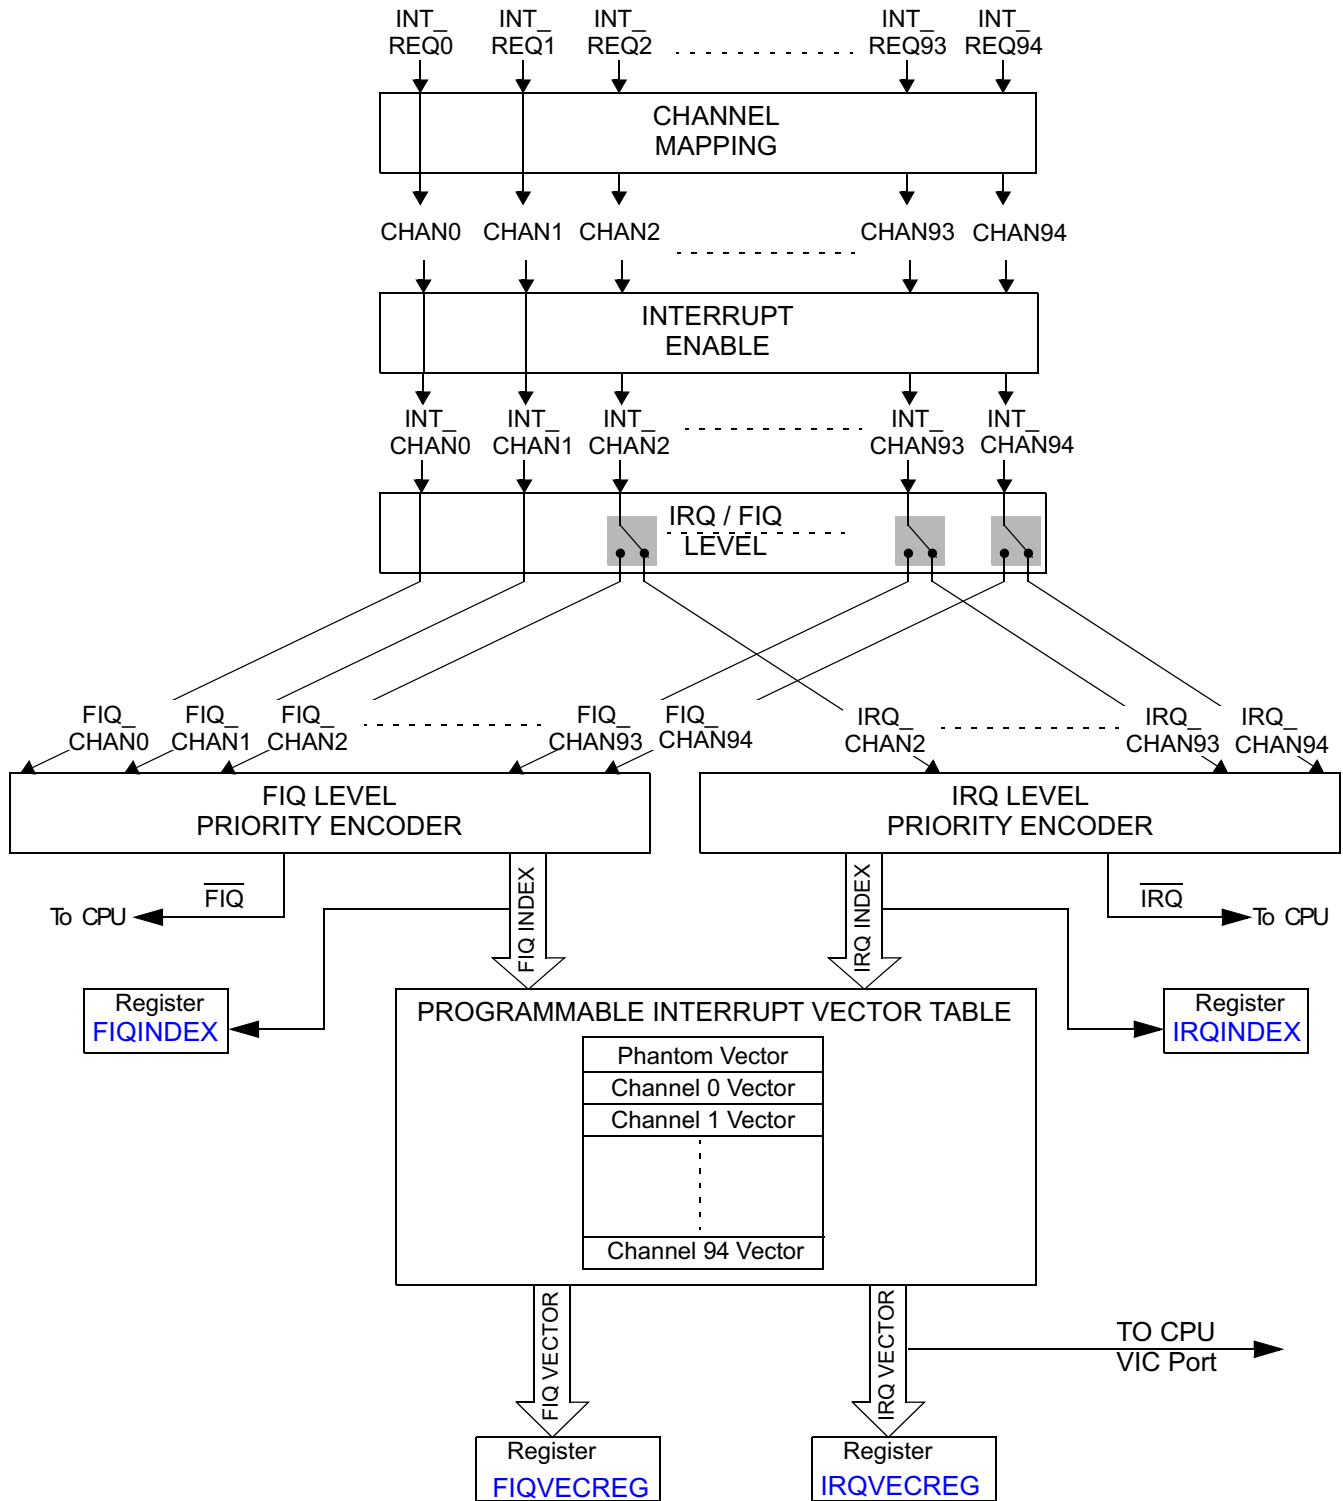 INT_ INT_ INT_ INT_ INT_
REQ0 REQ1 REQ2 REQ93 REQ94
CHANNEL
MAPPING
CHAN0 CHAN1 CHAN2 CHAN93 CHAN94
INTERRUPT
ENABLE
INT_ INT_ INT_ INT_ INT_
CHAN0 CHAN1 CHAN2 CHAN93 CHAN94
IRQ / FIQ
LEVEL
FIQ_ FIQ_ FIQ_ FIQ_ FIQ_ IRQ_ IRQ_ IRQ_
CHAN0 CHAN1 CHAN2 CHAN93 CHAN94 CHAN2 CHAN93 CHAN94
FIQ LEVEL
PRIORITY ENCODER
IRQ LEVEL
PRIORITY ENCODER
To CPU
FIQ
FIQ INDEX
IRQ INDEX
IRQ
To CPU
Register
FIQINDEX
PROGRAMMABLE INTERRUPT VECTOR TABLE
Register
IRQINDEX
Phantom Vector
Channel 0 Vector
Channel 1 Vector
Channel 94 Vector
FIQ VECTOR
IRQ VECTOR
TO CPU
VIC Port
Register
FIQVECREG
Register
IRQVECREG